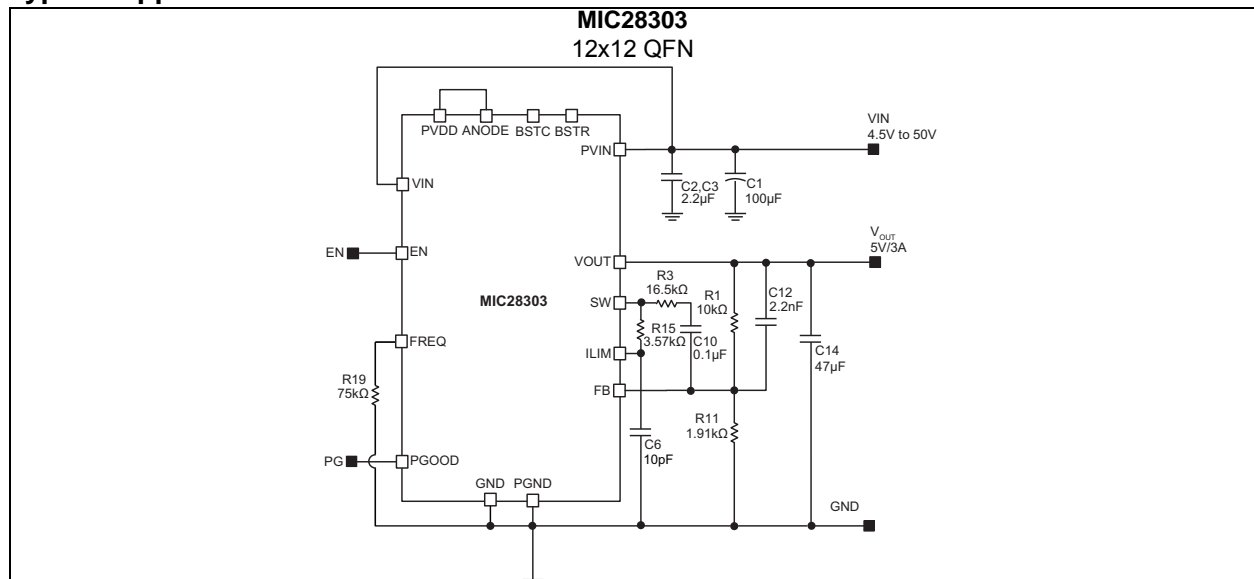 MIC28303
12x12 QFN
PVDD ANODE BSTC BSTR
PVIN
VIN
4.5V to 50V
C2,C3
2.2µF
C1
100µF
VIN
EN
EN
VOUT
V_OUT
5V/3A
MIC28303
SW
R3
16.5kΩ
R1
10kΩ
C12
2.2nF
R15
3.57kΩ
C10
0.1µF
FREQ
ILIM
C14
47µF
R19
75kΩ
FB
R11
1.91kΩ
C6
10pF
PG
PGOOD
GND PGND
GND